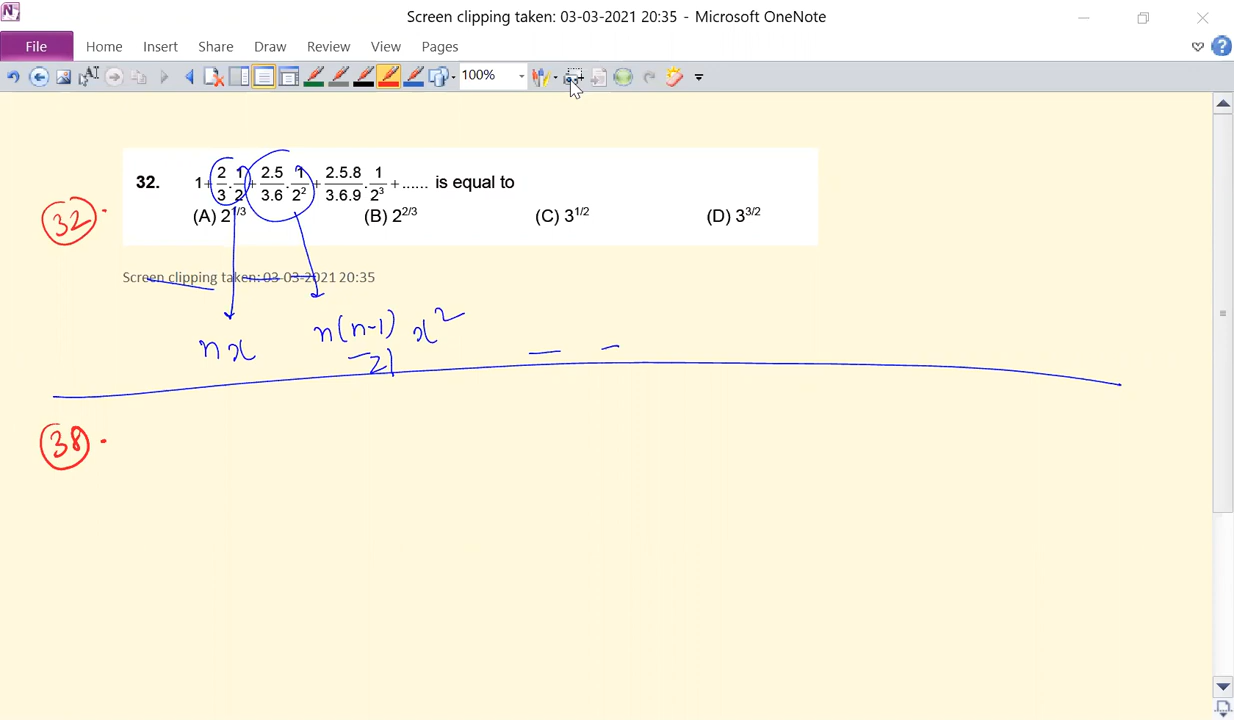 Screen clipping taken: 03-03-2021 20:35 - Microsoft OneNote
File Home Insert Share Draw Review View Pages
100%
32. 1+ 2/3 . 1/2 + 2.5/3.6 . 1/2² + 2.5.8/3.6.9 . 1/2³ + ...... is equal to
(A) 2^1/3 (B) 2^2/3 (C) 3^1/2 (D) 3^3/2
32.
Screen clipping taken: 03-03-2021 20:35
nx n(n-1)/2! x² — —
38.